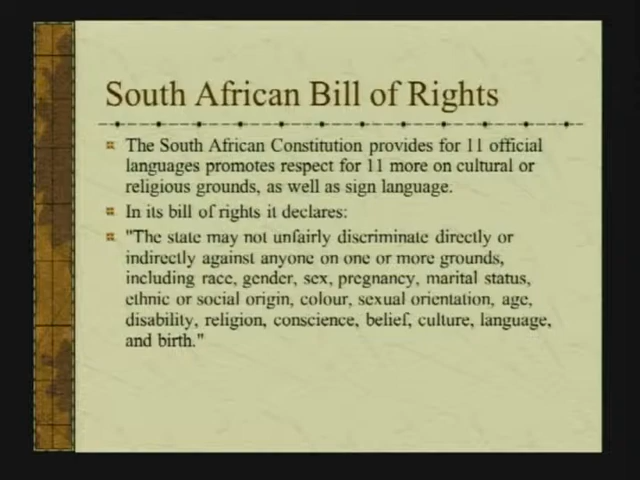 South African Bill of Rights
The South African Constitution provides for 11 official
languages promotes respect for 11 more on cultural or
religious grounds, as well as sign language.
In its bill of rights it declares:
"The state may not unfairly discriminate directly or
indirectly against anyone on one or more grounds,
including race, gender, sex, pregnancy, marital status,
ethnic or social origin, colour, sexual orientation, age,
disability, religion, conscience, belief, culture, language,
and birth."